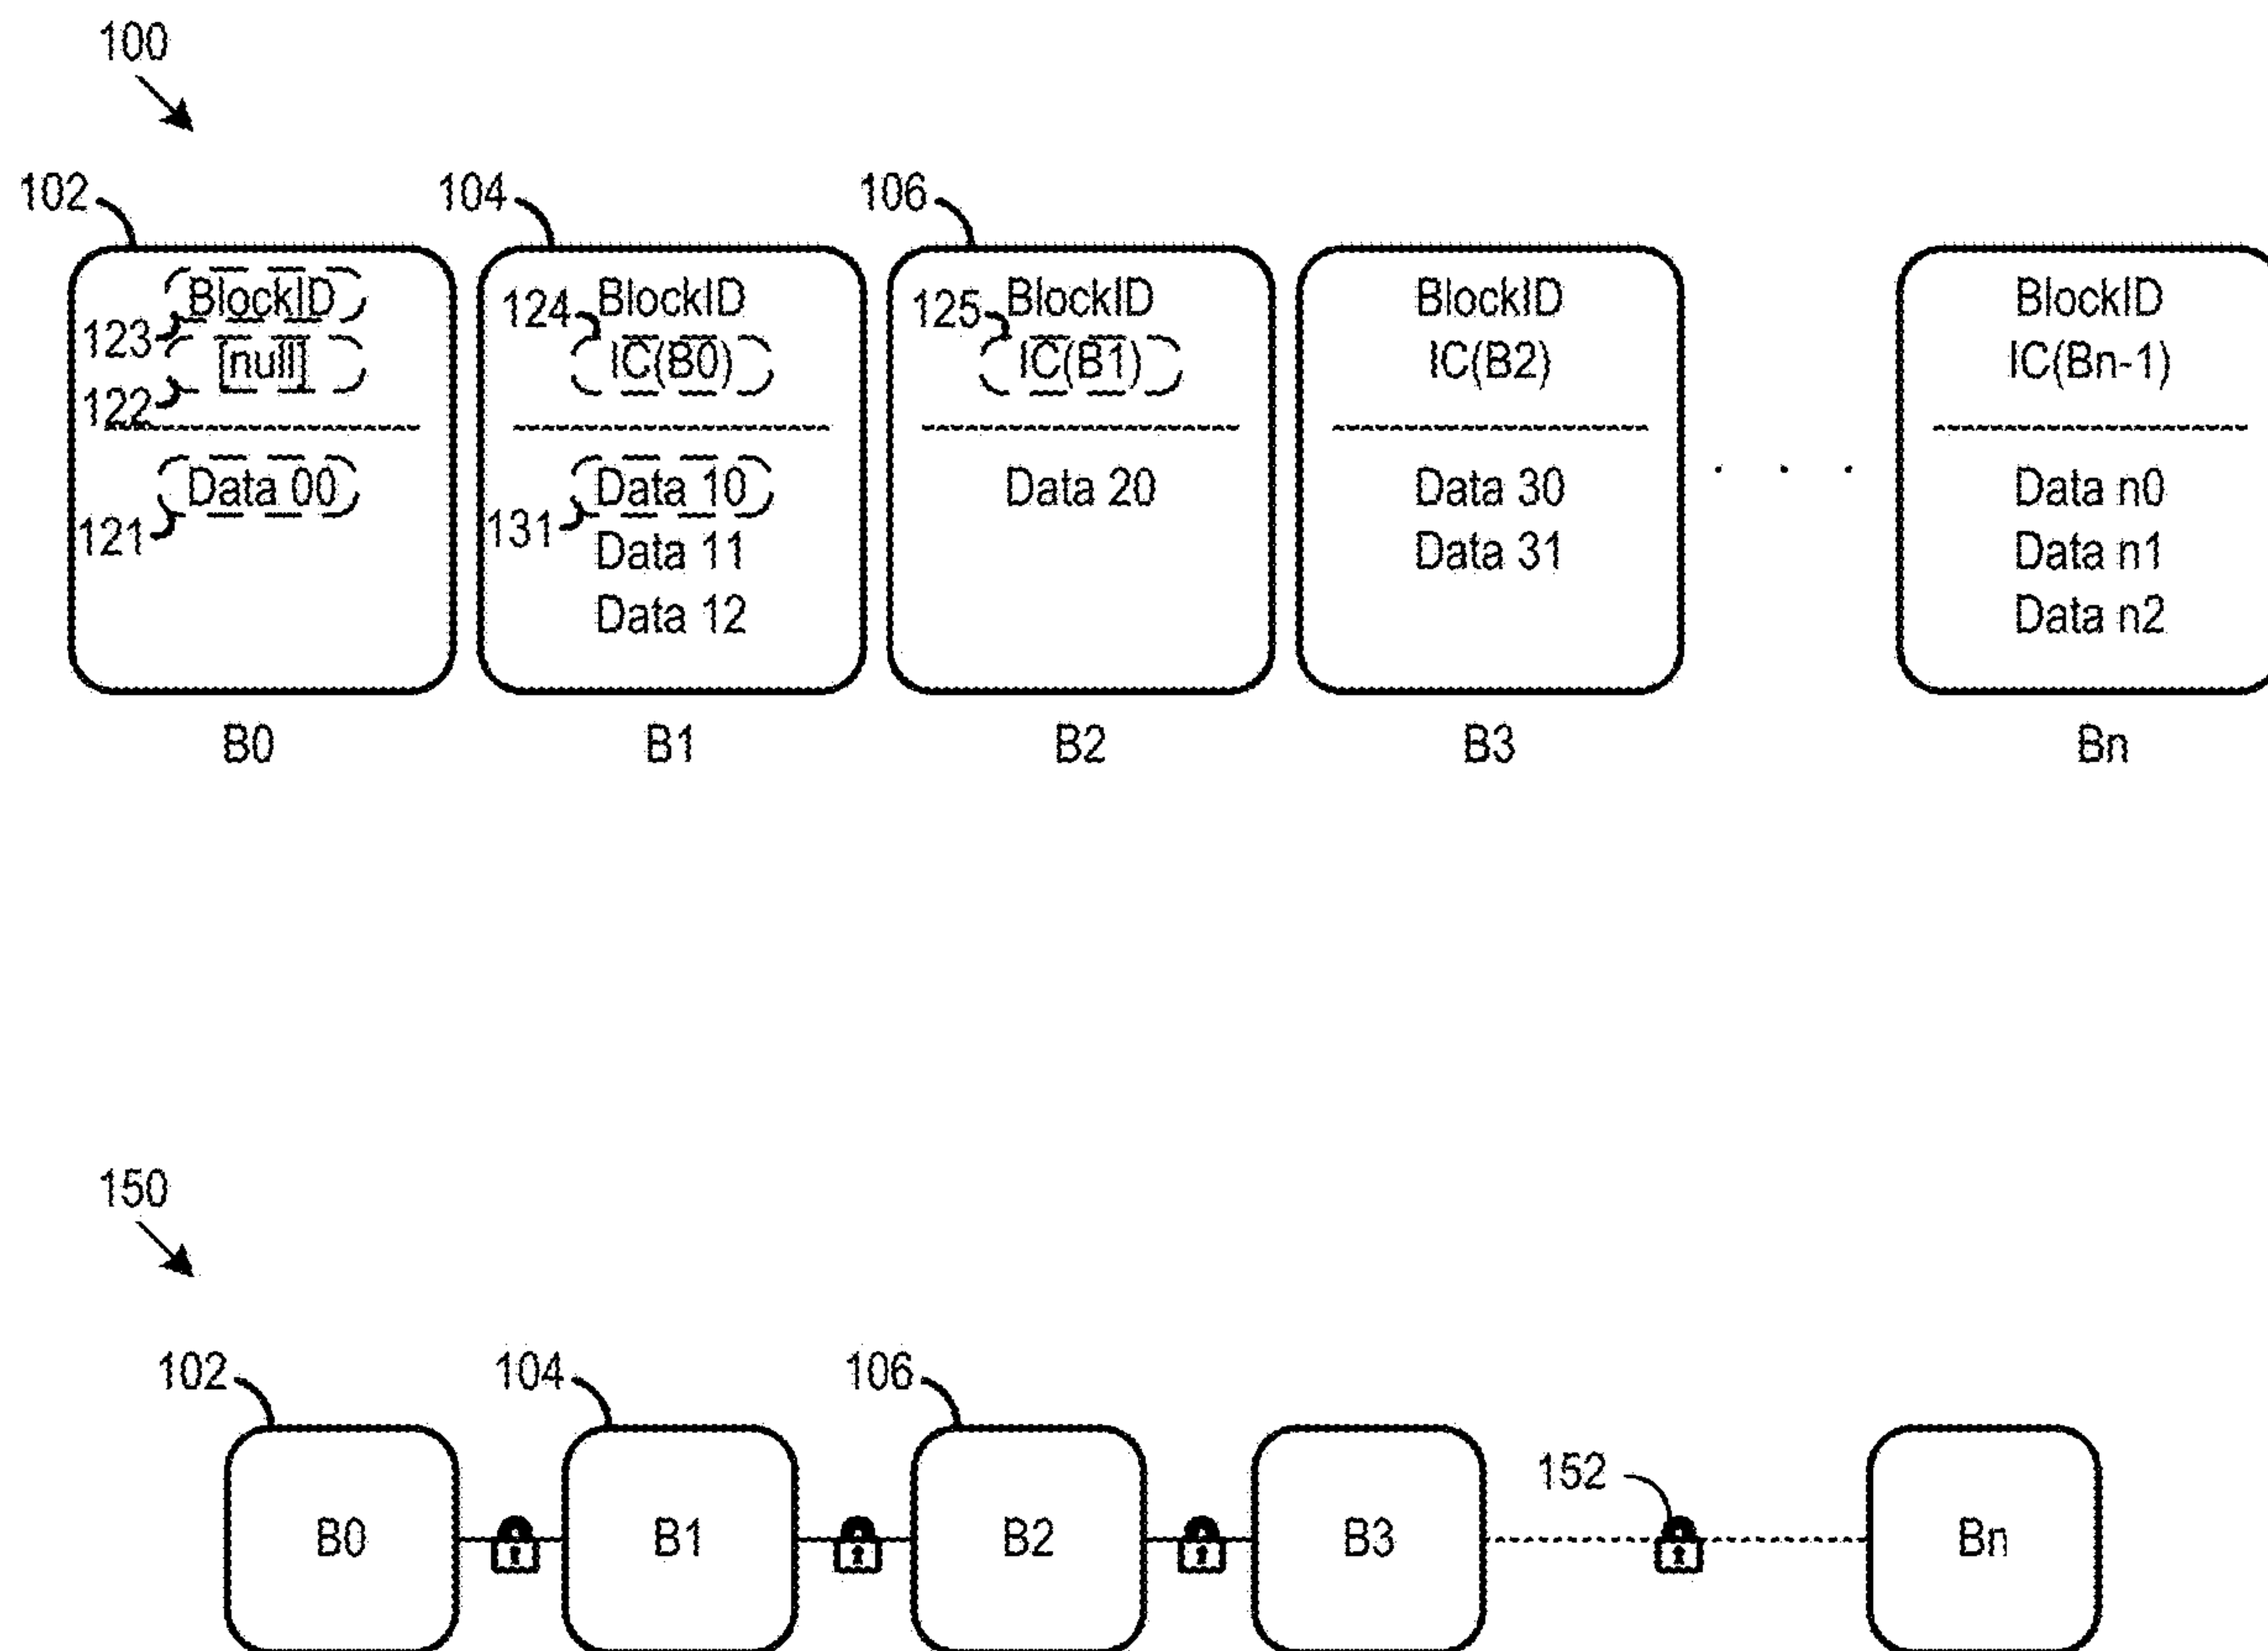 100
102 104 106
BlockID 124 BlockID 125 BlockID BlockID BlockID
123 [null] IC(B0) IC(B1) IC(B2) IC(Bn-1)
122
Data 00 Data 10 Data 20 Data 30 . . . Data n0
121 131 Data 11 Data 31 Data n1
Data 12 Data n2
B0 B1 B2 B3 Bn
150
102 104 106
152
B0 B1 B2 B3 Bn